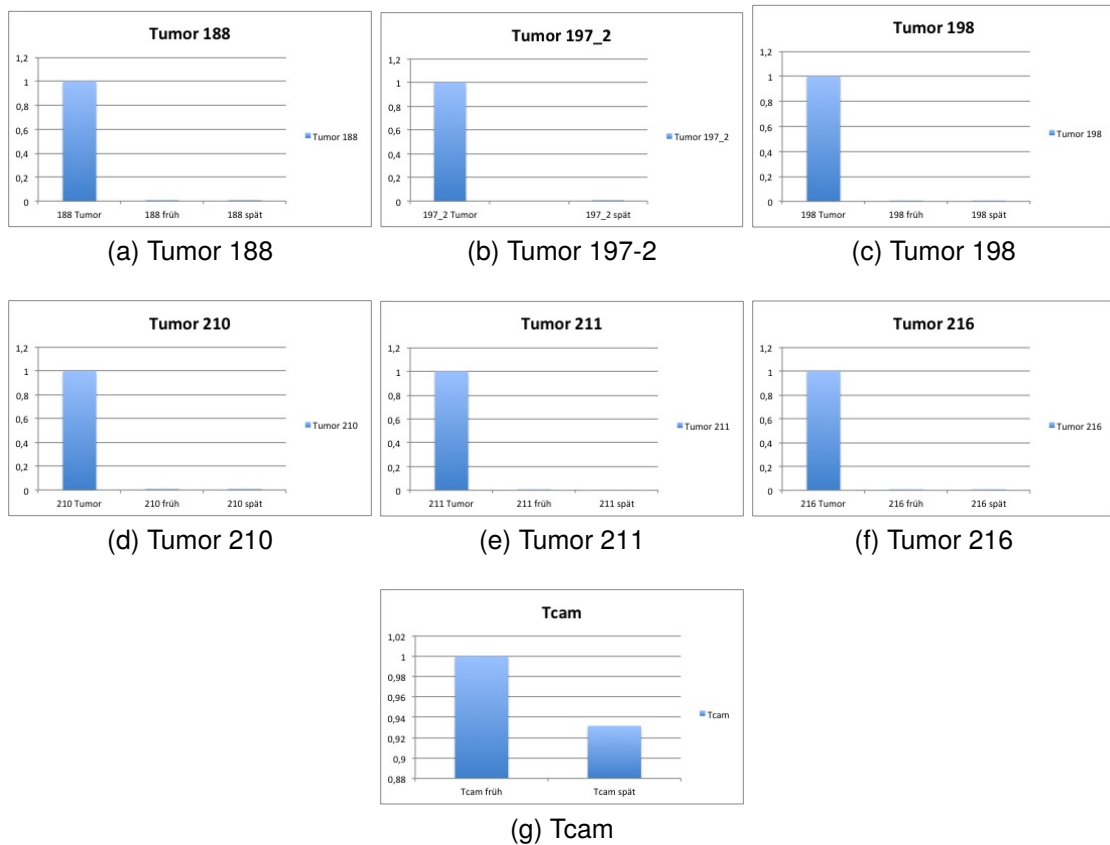 Tumor 188
1,2
1
0,8
0,6
0,4
0,2
0
188 Tumor 188 früh 188 spät
Tumor 188
(a) Tumor 188
Tumor 197_2
1,2
1
0,8
0,6
0,4
0,2
0
197_2 Tumor 197_2 spät
Tumor 197_2
(b) Tumor 197-2
Tumor 198
1,2
1
0,8
0,6
0,4
0,2
0
198 Tumor 198 früh 198 spät
Tumor 198
(c) Tumor 198
Tumor 210
1,2
1
0,8
0,6
0,4
0,2
0
210 Tumor 210 früh 210 spät
Tumor 210
(d) Tumor 210
Tumor 211
1,2
1
0,8
0,6
0,4
0,2
0
211 Tumor 211 früh 211 spät
Tumor 211
(e) Tumor 211
Tumor 216
1,2
1
0,8
0,6
0,4
0,2
0
216 Tumor 216 früh 216 spät
Tumor 216
(f) Tumor 216
Tcam
1,02
1
0,98
0,96
0,94
0,92
0,9
0,88
Tcam früh Tcam spät
Tcam
(g) Tcam